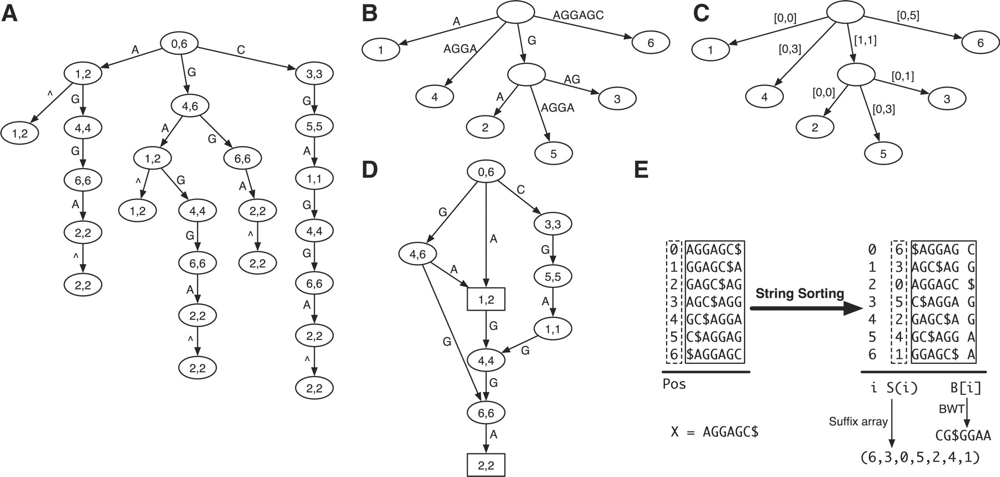 A
0,6
A
C
G
1,2
3,3
^
G
G
4,6
1,2
4,4
A
G
5,5
G
1,2
6,6
A
6,6
^
G
A
1,1
A
1,2
4,4
2,2
G
2,2
G
^
4,4
^
6,6
2,2
G
2,2
A
6,6
2,2
A
^
2,2
2,2
^
2,2
B
A
AGGAGC
1
AGGA
G
6
4
AG
A
AGGA
3
2
5
C
[0,0]
[0,5]
1
[0,3]
[1,1]
6
4
[0,1]
[0,0]
[0,3]
3
2
5
D
0,6
C
G
A
3,3
4,6
G
A
5,5
1,2
A
G
G
1,1
G
4,4
G
6,6
A
2,2
E
0 AGGAGC$
1 GGAGC$A
2 GAGC$AG
3 AGC$AGG
4 GC$AGGA
5 C$AGGAG
6 $AGGAGC
Pos
X = AGGAGC$
String Sorting
0 6 $AGGAG C
1 3 AGC$AG G
2 0 AGGAGC $
3 5 C$AGGA G
4 2 GAGC$A G
5 4 GC$AGG A
6 1 GGAGC$ A
i S(i) B[i]
BWT
Suffix array
CG$GGAA
(6,3,0,5,2,4,1)